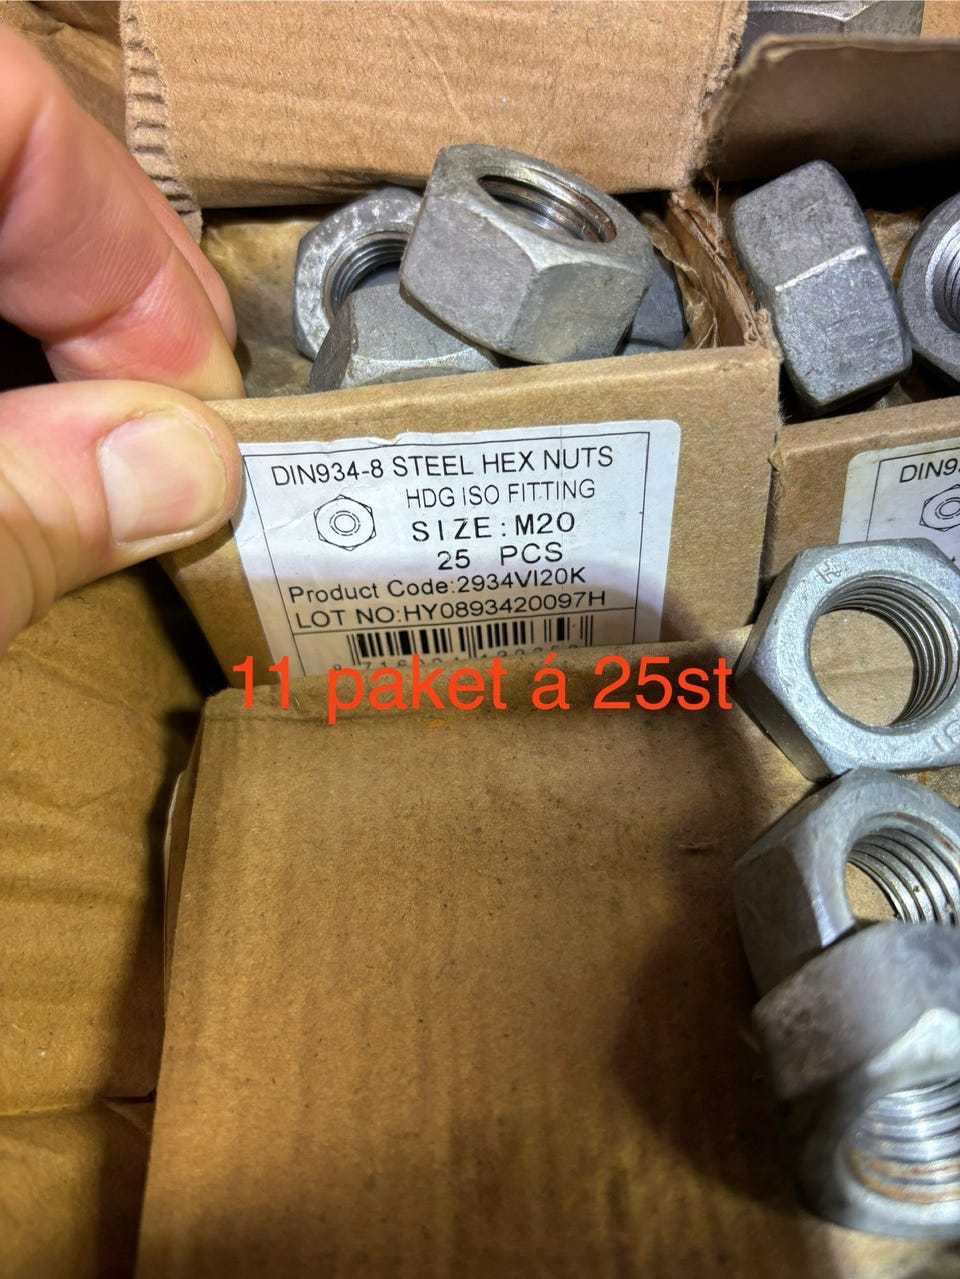 DIN934-8 STEEL HEX NUTS
HDG ISO FITTING
SIZE:M20
25 PCS
Product Code:2934VI20K
LOT NO:HY0893420097H
11 paket á 25st
DIN93